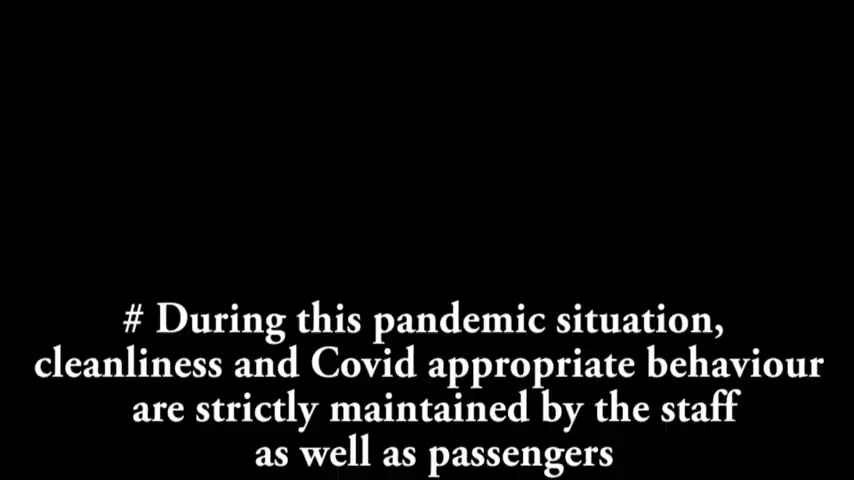 # During this pandemic situation,
cleanliness and Covid appropriate behaviour
are strictly maintained by the staff
as well as passengers